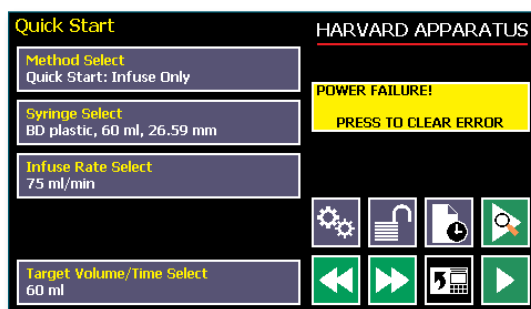 Quick Start
HARVARD APPARATUS
Method Select
Quick Start: Infuse Only
POWER FAILURE!
PRESS TO CLEAR ERROR
Syringe Select
BD plastic, 60 ml, 26.59 mm
Infuse Rate Select
75 ml/min
Target Volume/Time Select
60 ml